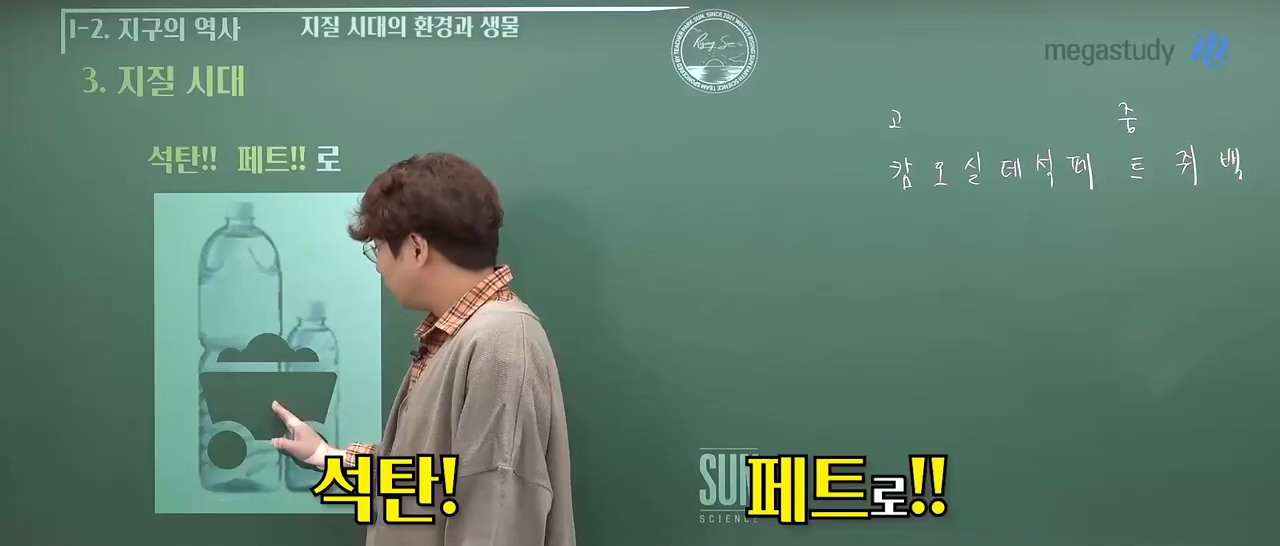 1-2. 지구의 역사
지질 시대의 환경과 생물
megastudy
3. 지질 시대
고 중
캄 오 실 데 석 페 트 쥐 백
석탄!! 페트!! 로
석탄!
페트로!!
SUN
SCIENCE